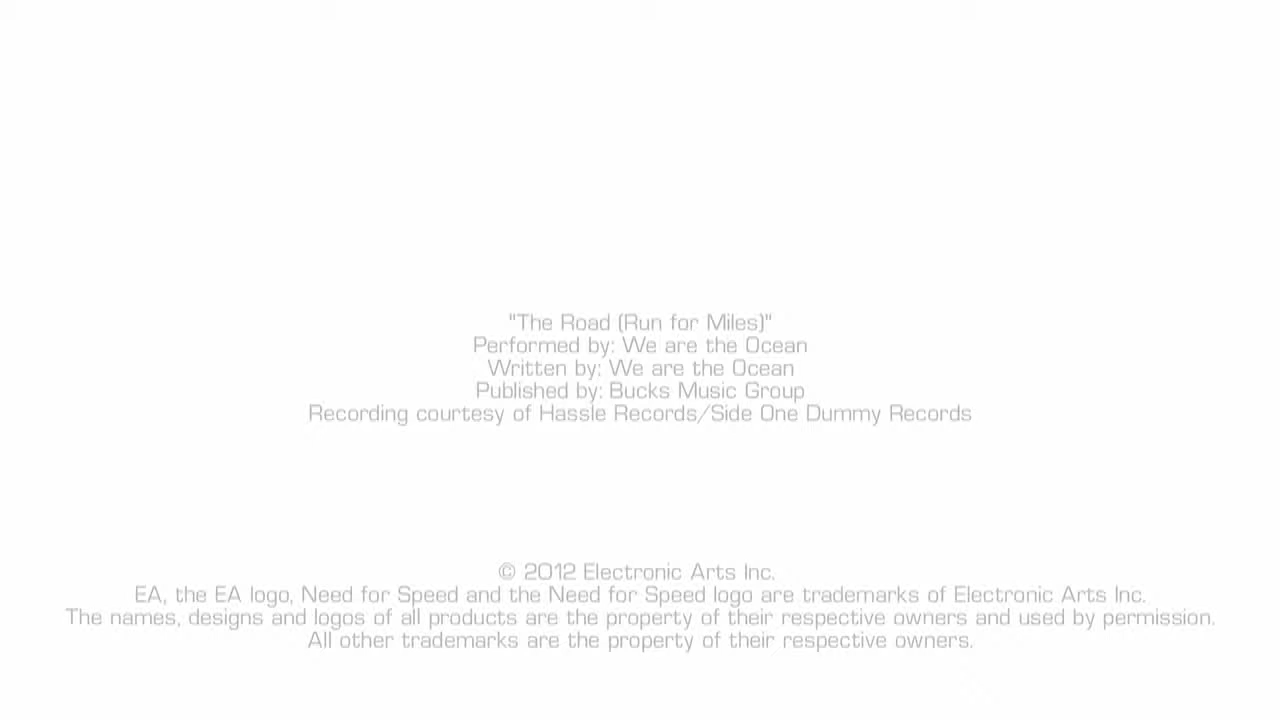 "The Road (Run for Miles)"
Performed by: We are the Ocean
Written by: We are the Ocean
Published by: Bucks Music Group
Recording courtesy of Hassle Records/Side One Dummy Records
© 2012 Electronic Arts Inc.
EA, the EA logo, Need for Speed and the Need for Speed logo are trademarks of Electronic Arts Inc.
The names, designs and logos of all products are the property of their respective owners and used by permission.
All other trademarks are the property of their respective owners.